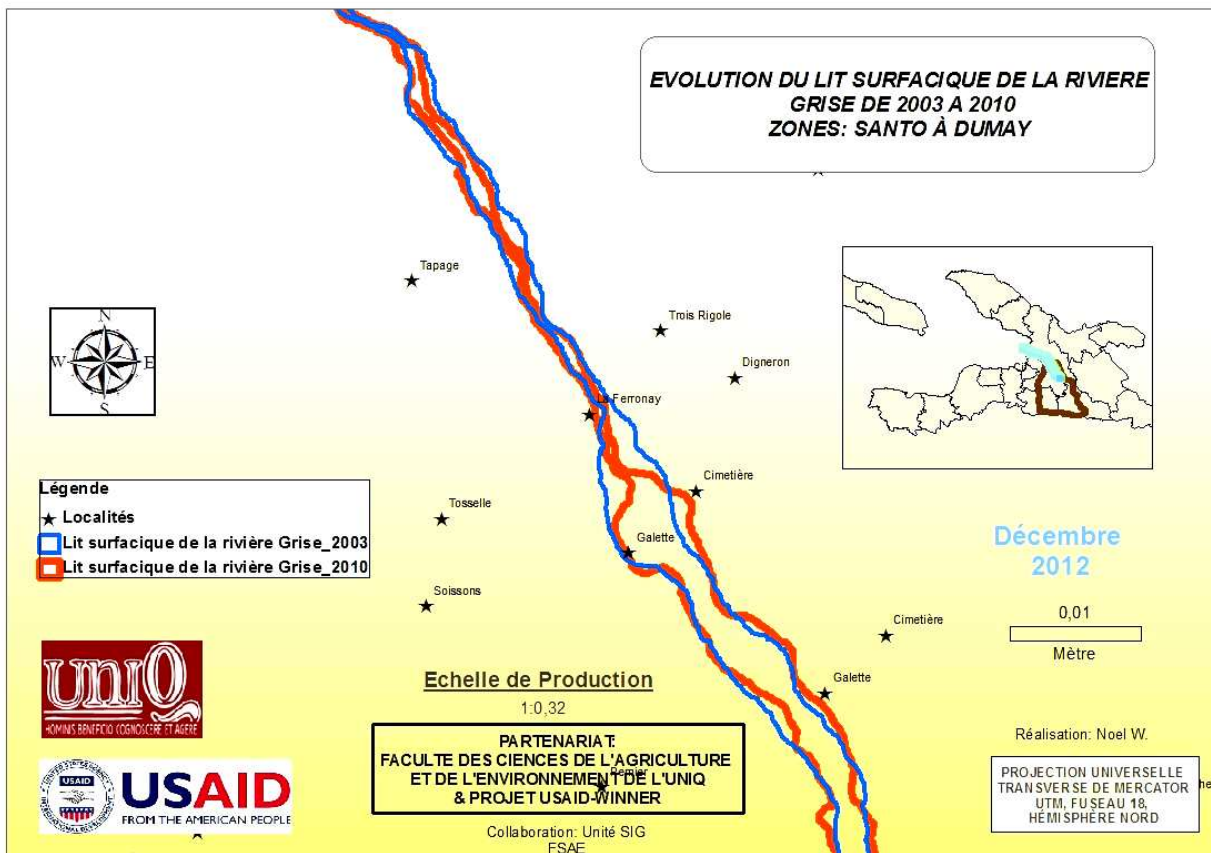 EVOLUTION DU LIT SURFACIQUE DE LA RIVIERE
GRISE DE 2003 A 2010
ZONES: SANTO À DUMAY
Tapage
Trois Rigole
Digneron
N
W E
S
La Ferronay
Cimetière
Légende
Localités
Lit surfacique de la rivière Grise_2003
Lit surfacique de la rivière Grise_2010
Tosselle
Galette
Soissons
Décembre
2012
0,01
Mètre
Cimetière
Galette
uniQ
HOMINIS BENEFICIO COGNOSCERE ET AGERE
Echelle de Production
1:0,32
PARTENARIAT:
FACULTE DES CIENCES DE L'AGRICULTURE
ET DE L'ENVIRONNEMENT DE L'UNIQ
& PROJET USAID-WINNER
Collaboration: Unité SIG
FSAE
USAID
USAID
FROM THE AMERICAN PEOPLE
Réalisation: Noel W.
PROJECTION UNIVERSELLE
TRANSVERSE DE MERCATOR
UTM, FUSEAU 18,
HÉMISPHÈRE NORD